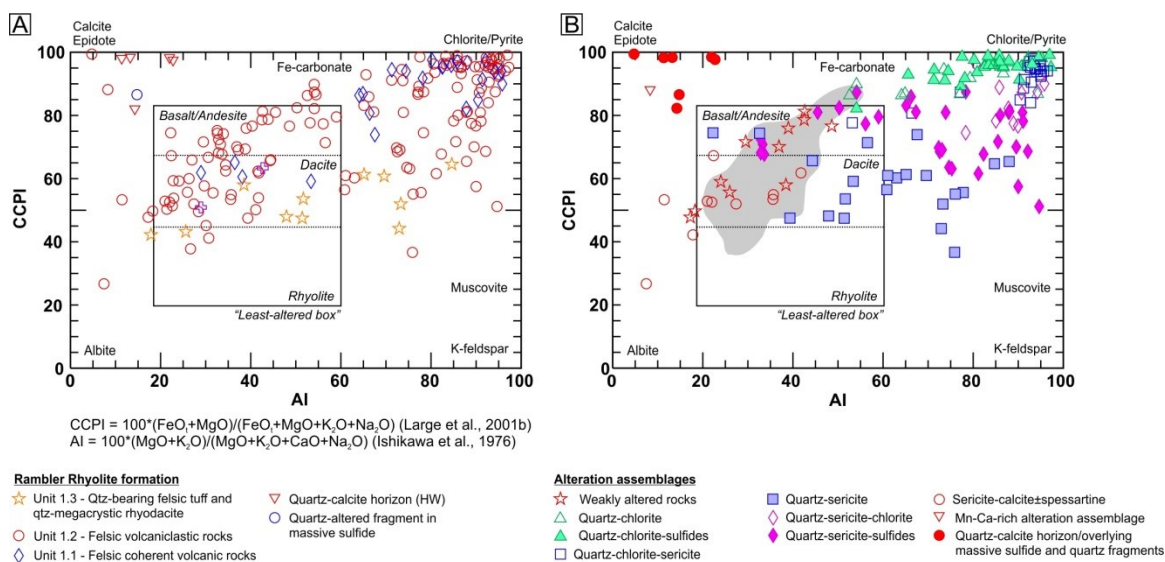 A
Calcite
Epidote
Chlorite/Pyrite
Fe-carbonate
100
80
60
40
20
0
CCPI
Basalt/Andesite
Dacite
Rhyolite
"Least-altered box"
Muscovite
Albite
K-feldspar
0 20 40 60 80 100
AI
B
Calcite
Epidote
Chlorite/Pyrite
Fe-carbonate
100
80
60
40
20
0
CCPI
Basalt/Andesite
Dacite
Rhyolite
"Least-altered box"
Muscovite
Albite
K-feldspar
0 20 40 60 80 100
AI
CCPI = 100*(FeOt+MgO)/(FeOt+MgO+K2O+Na2O) (Large et al., 2001b)
AI = 100*(MgO+K2O)/(MgO+K2O+CaO+Na2O) (Ishikawa et al., 1976)
Rambler Rhyolite formation
Unit 1.3 - Qtz-bearing felsic tuff and
qtz-megacrystic rhyodacite
Unit 1.2 - Felsic volcaniclastic rocks
Unit 1.1 - Felsic coherent volcanic rocks
Quartz-calcite horizon (HW)
Quartz-altered fragment in
massive sulfide
Alteration assemblages
Weakly altered rocks
Quartz-chlorite
Quartz-chlorite-sulfides
Quartz-chlorite-sericite
Quartz-sericite
Quartz-sericite-chlorite
Quartz-sericite-sulfides
Sericite-calcite±spessartine
Mn-Ca-rich alteration assemblage
Quartz-calcite horizon/overlying
massive sulfide and quartz fragments